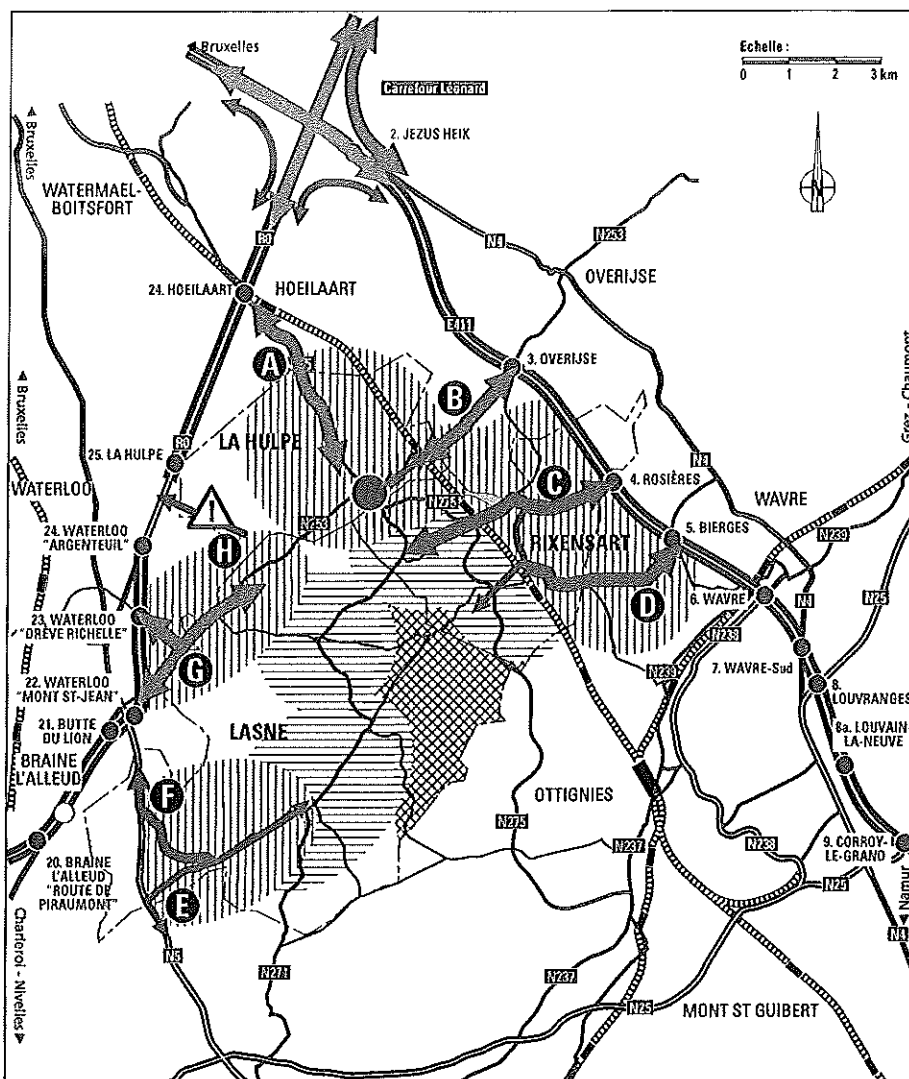 Bruxelles
Echelle :
0 1 2 3 km
Carrefour Léonard
2. JEZUS HEIK
Bruxelles
WATERMAEL-
BOITSFORT
N4
N253
OVERIJSE
R0
24. HOEILAART
HOEILAART
E411
3. OVERIJSE
A
B
Bruxelles
Grez - Chaumont
LA HULPE
R0
25. LA HULPE
C
4. ROSIÈRES
N4
WATERLOO
!
N253
N275
WAVRE
5. BIERGES
24. WATERLOO
"ARGENTEUIL"
H
RIXENSART
N239
D
6. WAVRE
N4
N25
23. WATERLOO
"DRÈVE RICHELLE"
N238
G
N239
7. WAVRE-Sud
22. WATERLOO
"MONT ST-JEAN"
8.
LOUVRANGES
21. BUTTE
DU LION
LASNE
8a. LOUVAIN-
LA-NEUVE
BRAINE
L'ALLEUD
F
OTTIGNIES
N275
N237
N238
9. CORROY-
LE-GRAND
20. BRAINE
L'ALLEUD
"ROUTE DE
PIRAUMONT"
E
N25
Namur
N4
N5
Charleroi - Nivelles
N271
N237
N25
MONT ST GUIBERT